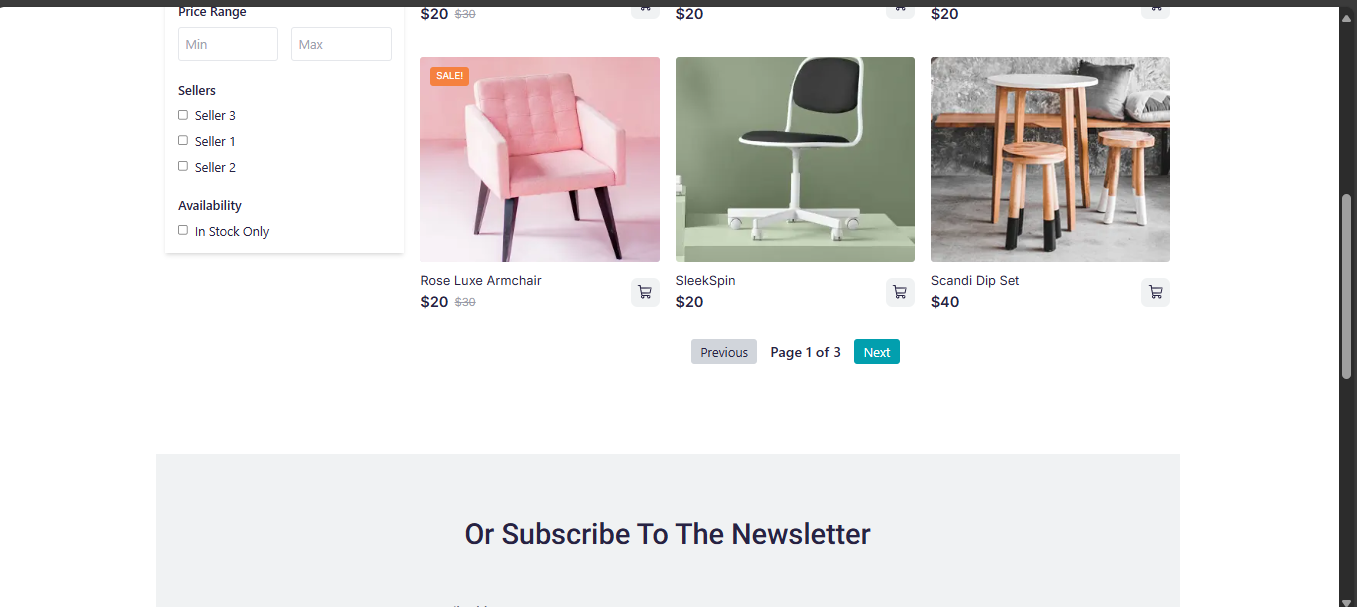 Price Range
Min Max
Sellers
Seller 3
Seller 1
Seller 2
Availability
In Stock Only
$20 $30
$20
$20
SALE!
Rose Luxe Armchair
$20 $30
SleekSpin
$20
Scandi Dip Set
$40
Previous Page 1 of 3 Next
Or Subscribe To The Newsletter